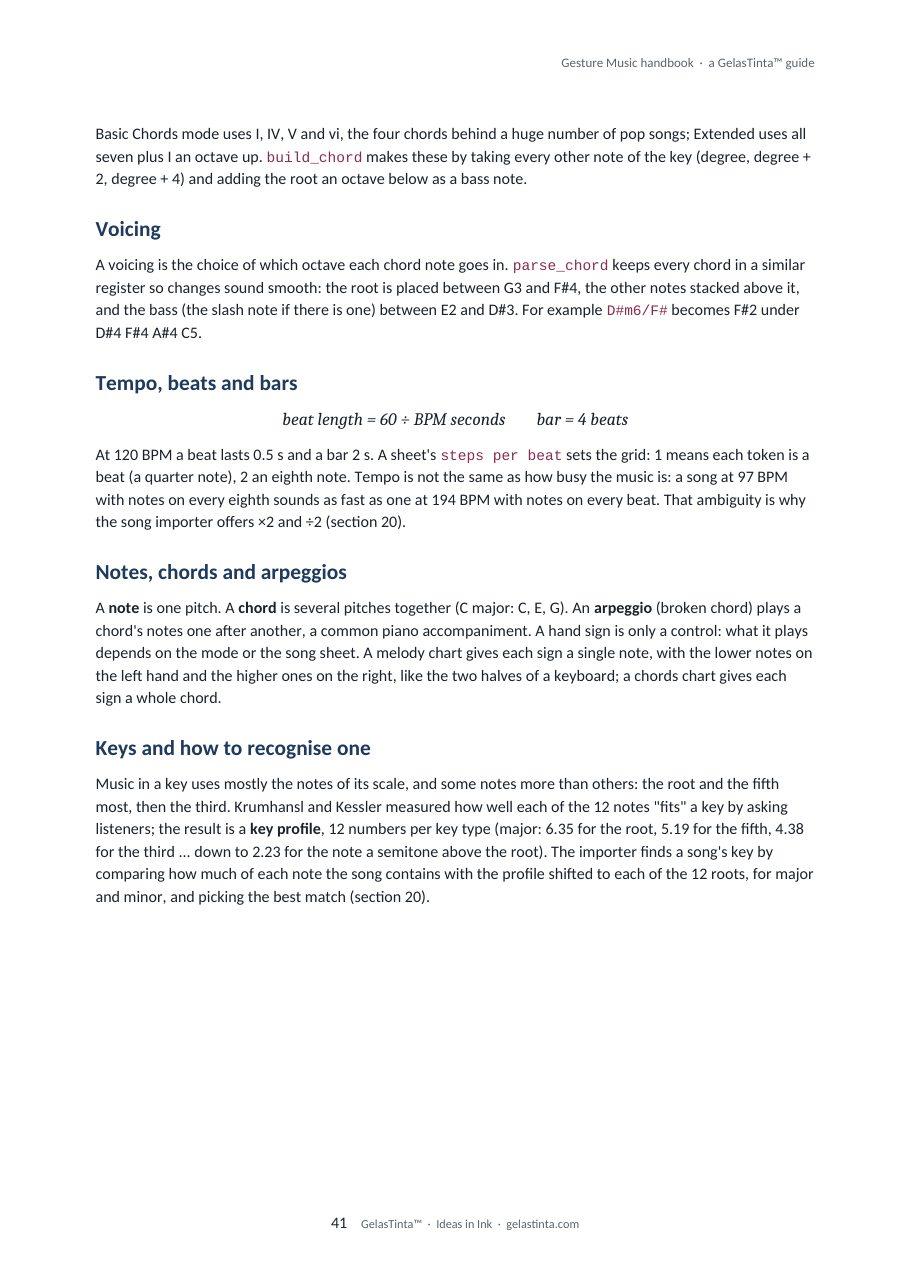 Gesture Music handbook · a GelasTinta™ guide
Basic Chords mode uses I, IV, V and vi, the four chords behind a huge number of pop songs; Extended uses all
seven plus I an octave up. build_chord makes these by taking every other note of the key (degree, degree +
2, degree + 4) and adding the root an octave below as a bass note.
Voicing
A voicing is the choice of which octave each chord note goes in. parse_chord keeps every chord in a similar
register so changes sound smooth: the root is placed between G3 and F#4, the other notes stacked above it,
and the bass (the slash note if there is one) between E2 and D#3. For example D#m6/F# becomes F#2 under
D#4 F#4 A#4 C5.
Tempo, beats and bars
beat length = 60 ÷ BPM seconds bar = 4 beats
At 120 BPM a beat lasts 0.5 s and a bar 2 s. A sheet's steps per beat sets the grid: 1 means each token is a
beat (a quarter note), 2 an eighth note. Tempo is not the same as how busy the music is: a song at 97 BPM
with notes on every eighth sounds as fast as one at 194 BPM with notes on every beat. That ambiguity is why
the song importer offers ×2 and ÷2 (section 20).
Notes, chords and arpeggios
A note is one pitch. A chord is several pitches together (C major: C, E, G). An arpeggio (broken chord) plays a
chord's notes one after another, a common piano accompaniment. A hand sign is only a control: what it plays
depends on the mode or the song sheet. A melody chart gives each sign a single note, with the lower notes on
the left hand and the higher ones on the right, like the two halves of a keyboard; a chords chart gives each
sign a whole chord.
Keys and how to recognise one
Music in a key uses mostly the notes of its scale, and some notes more than others: the root and the fifth
most, then the third. Krumhansl and Kessler measured how well each of the 12 notes "fits" a key by asking
listeners; the result is a key profile, 12 numbers per key type (major: 6.35 for the root, 5.19 for the fifth, 4.38
for the third ... down to 2.23 for the note a semitone above the root). The importer finds a song's key by
comparing how much of each note the song contains with the profile shifted to each of the 12 roots, for major
and minor, and picking the best match (section 20).
41 GelasTinta™ · Ideas in Ink · gelastinta.com